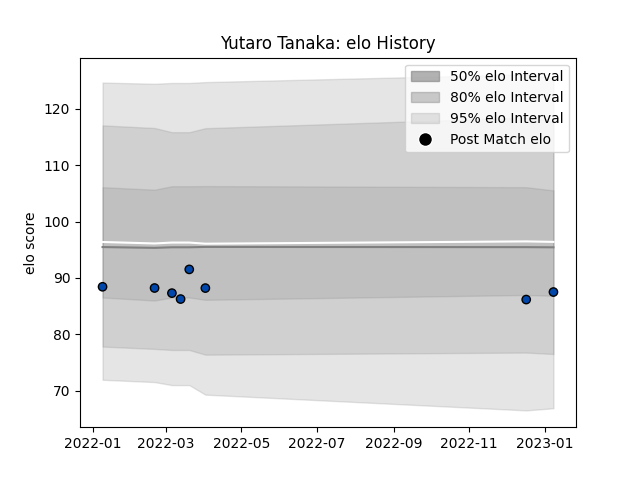 Yutaro Tanaka: elo History
50% elo Interval
80% elo Interval
95% elo Interval
Post Match elo
elo score
120
110
100
90
80
70
2022-01 2022-03 2022-05 2022-07 2022-09 2022-11 2023-01